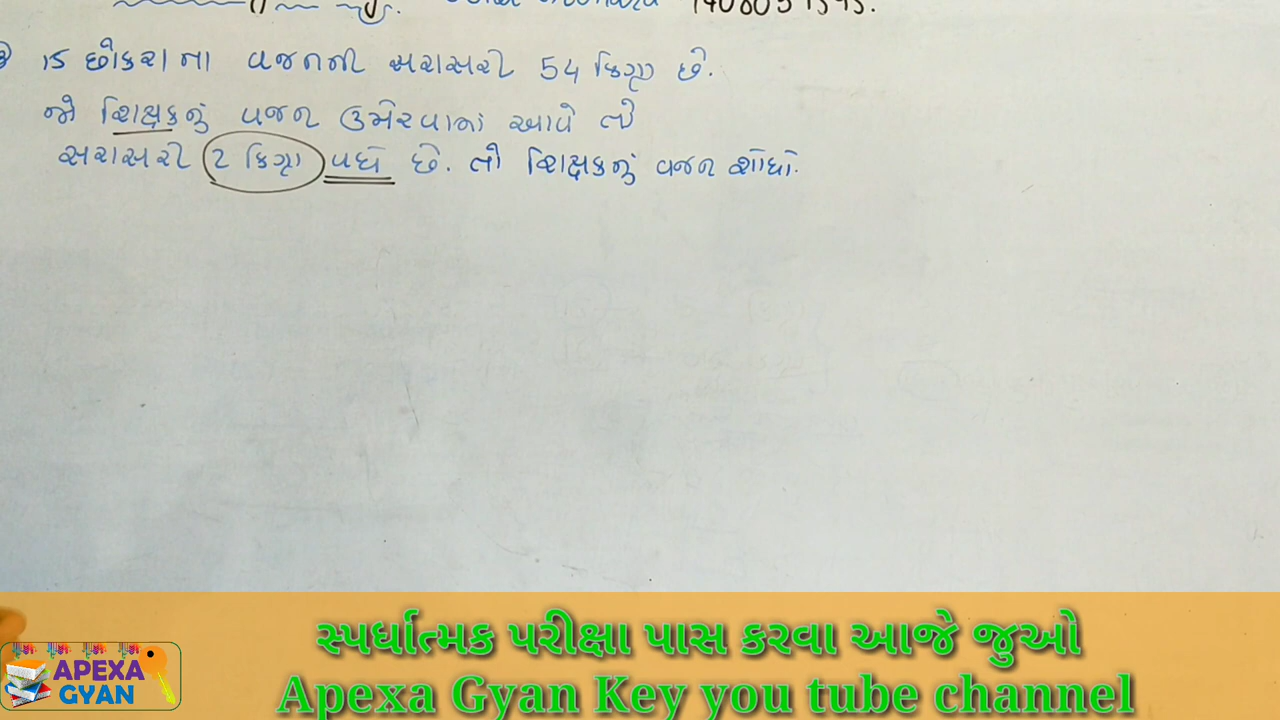 15 છોકરાના વજનની સરાસરી 54 કિગ્રા છે.
જો શિક્ષકનું વજન ઉમેરવામાં આવે તો
સરાસરી 2 કિગ્રા વધે છે. તો શિક્ષકનું વજન શોધો.
સ્પર્ધાત્મક પરીક્ષા પાસ કરવા આજે જુઓ
APEXA
GYAN
Apexa Gyan Key you tube channel